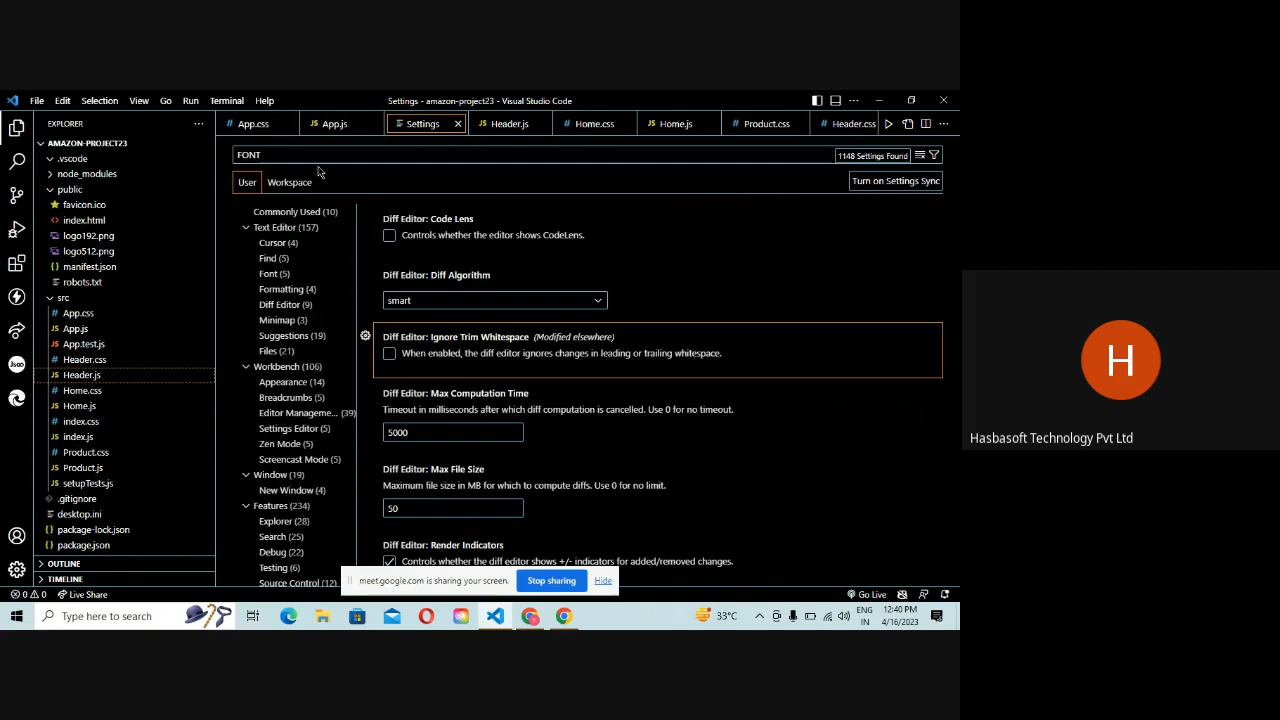 File Edit Selection View Go Run Terminal Help
Settings - amazon-project23 - Visual Studio Code
EXPLORER
App.css
JS App.js
Settings
JS Header.js
# Home.css
JS Home.js
# Product.css
# Header.css
AMAZON-PROJECT23
.vscode
node_modules
public
favicon.ico
index.html
logo192.png
logo512.png
manifest.json
robots.txt
src
# App.css
JS App.js
App.test.js
# Header.css
JS Header.js
# Home.css
JS Home.js
# index.css
JS index.js
# Product.css
JS Product.js
setupTests.js
.gitignore
desktop.ini
package-lock.json
package.json
OUTLINE
TIMELINE
FONT
1148 Settings Found
User
Workspace
Turn on Settings Sync
Commonly Used (10)
Text Editor (157)
Cursor (4)
Find (5)
Font (5)
Formatting (4)
Diff Editor (9)
Minimap (3)
Suggestions (19)
Files (21)
Workbench (106)
Appearance (14)
Breadcrumbs (5)
Editor Manageme... (39)
Settings Editor (5)
Zen Mode (5)
Screencast Mode (5)
Window (19)
New Window (4)
Features (234)
Explorer (28)
Search (25)
Debug (22)
Testing (6)
Source Control (12)
Diff Editor: Code Lens
Controls whether the editor shows CodeLens.
Diff Editor: Diff Algorithm
smart
Diff Editor: Ignore Trim Whitespace (Modified elsewhere)
When enabled, the diff editor ignores changes in leading or trailing whitespace.
Diff Editor: Max Computation Time
Timeout in milliseconds after which diff computation is cancelled. Use 0 for no timeout.
5000
Diff Editor: Max File Size
Maximum file size in MB for which to compute diffs. Use 0 for no limit.
50
Diff Editor: Render Indicators
Controls whether the diff editor shows +/- indicators for added/removed changes.
meet.google.com is sharing your screen.
Stop sharing
Hide
0 0 Live Share
Go Live
Type here to search
33°C
ENG
IN
12:40 PM
4/16/2023
H
Hasbasoft Technology Pvt Ltd